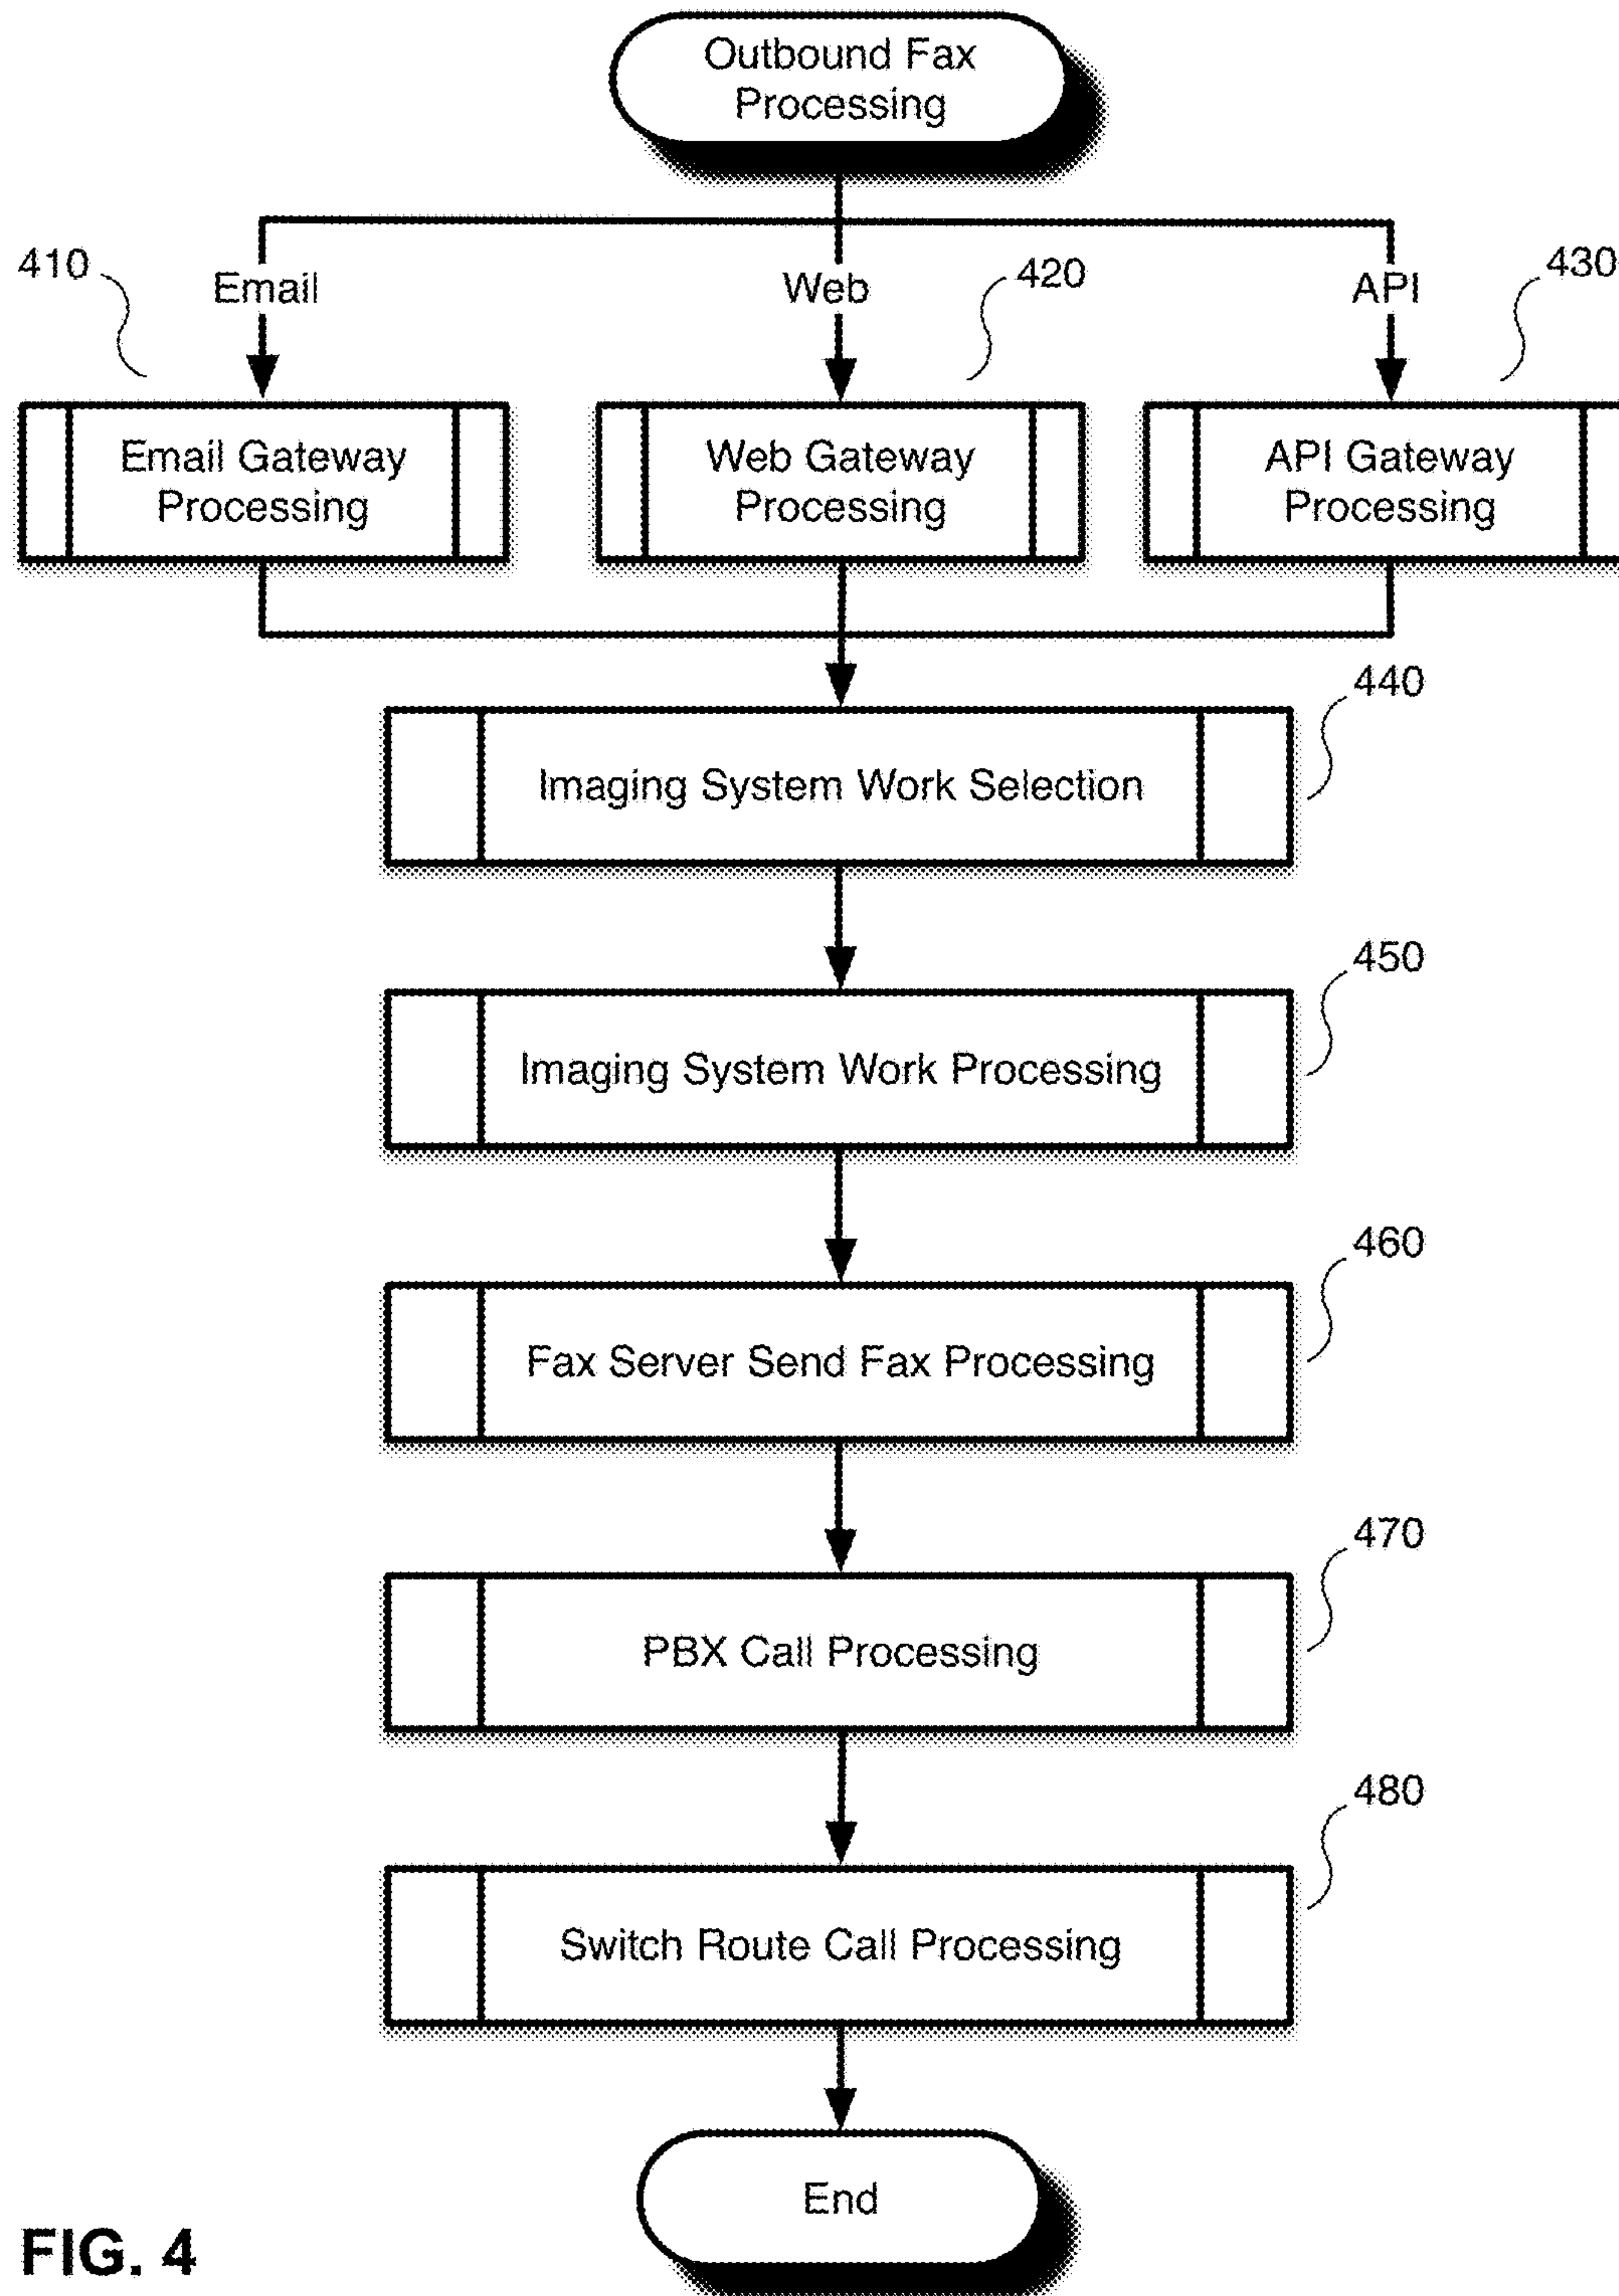 Outbound Fax
Processing
410
Email
Web
420
API
430
Email Gateway
Processing
Web Gateway
Processing
API Gateway
Processing
440
Imaging System Work Selection
450
Imaging System Work Processing
460
Fax Server Send Fax Processing
470
PBX Call Processing
480
Switch Route Call Processing
End
FIG. 4